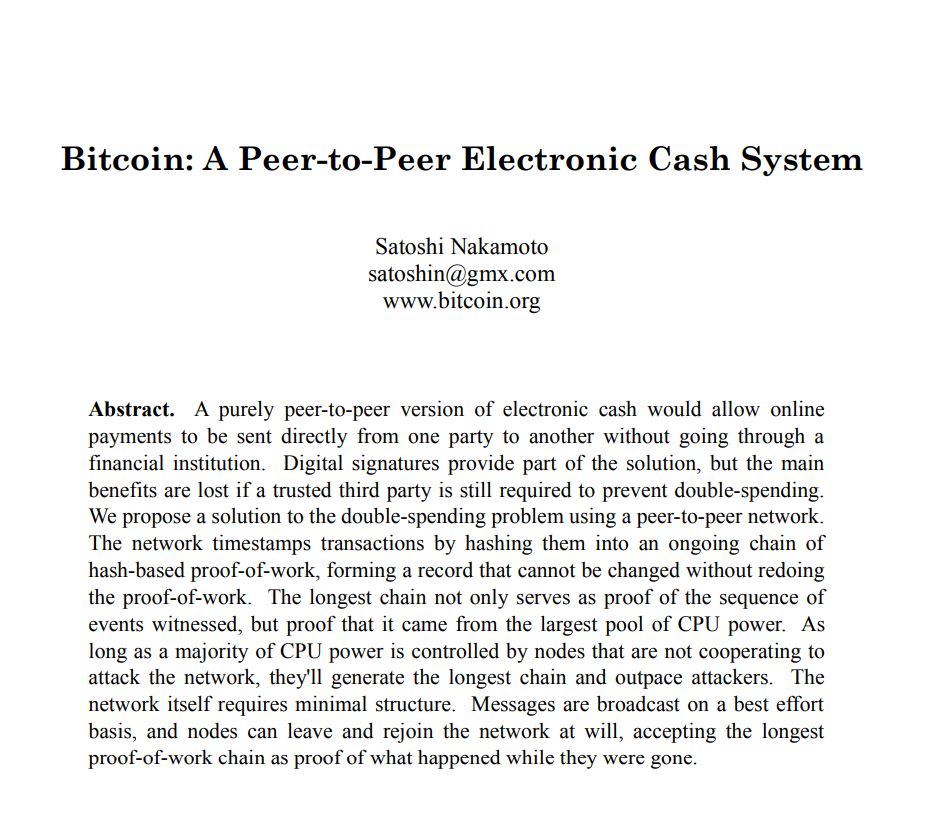 Bitcoin: A Peer-to-Peer Electronic Cash System
Satoshi Nakamoto
satoshin@gmx.com
www.bitcoin.org
Abstract. A purely peer-to-peer version of electronic cash would allow online
payments to be sent directly from one party to another without going through a
financial institution. Digital signatures provide part of the solution, but the main
benefits are lost if a trusted third party is still required to prevent double-spending.
We propose a solution to the double-spending problem using a peer-to-peer network.
The network timestamps transactions by hashing them into an ongoing chain of
hash-based proof-of-work, forming a record that cannot be changed without redoing
the proof-of-work. The longest chain not only serves as proof of the sequence of
events witnessed, but proof that it came from the largest pool of CPU power. As
long as a majority of CPU power is controlled by nodes that are not cooperating to
attack the network, they'll generate the longest chain and outpace attackers. The
network itself requires minimal structure. Messages are broadcast on a best effort
basis, and nodes can leave and rejoin the network at will, accepting the longest
proof-of-work chain as proof of what happened while they were gone.